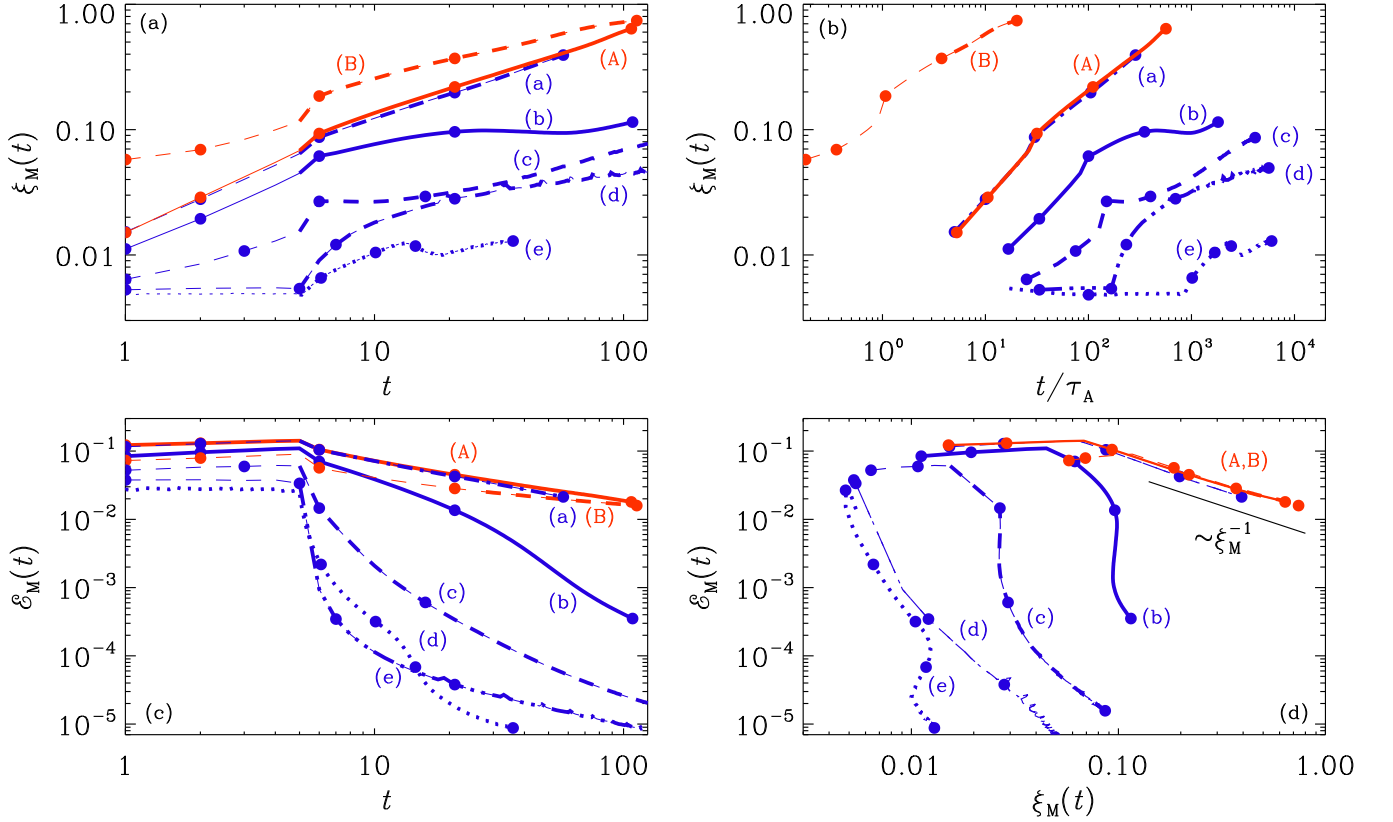 (a)
1.00
0.10
0.01
ξM(t)
(B)
(A)
(a)
(b)
(c)
(d)
(e)
1
10
100
t
(b)
1.00
0.10
0.01
ξM(t)
(B)
(A)
(a)
(b)
(c)
(d)
(e)
10⁰
10¹
10²
10³
10⁴
t/τA
10⁻¹
10⁻²
10⁻³
10⁻⁴
10⁻⁵
ℰM(t)
(A)
(a) (B)
(b)
(c)
(d)
(e)
(c)
1
10
100
t
10⁻¹
10⁻²
10⁻³
10⁻⁴
10⁻⁵
ℰM(t)
(A,B)
~ξM⁻¹
(b)
(c)
(d)
(e)
(d)
0.01
0.10
1.00
ξM(t)